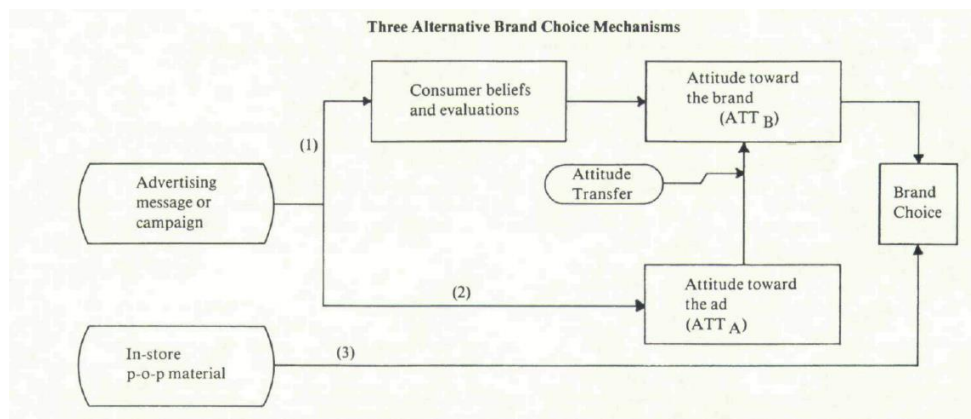 Three Alternative Brand Choice Mechanisms
Consumer beliefs
and evaluations
Attitude toward
the brand
(ATT B)
(1)
Attitude
Transfer
Advertising
message or
campaign
Brand
Choice
(2)
Attitude toward
the ad
(ATT A)
In-store
p-o-p material
(3)